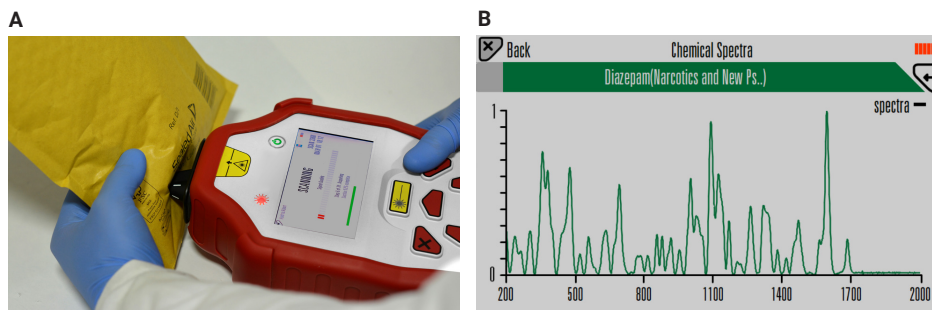 A
SCANNING
B
Back
Chemical Spectra
Diazepam(Narcotics and New Ps..)
spectra
1
0
200
500
800
1100
1400
1700
2000